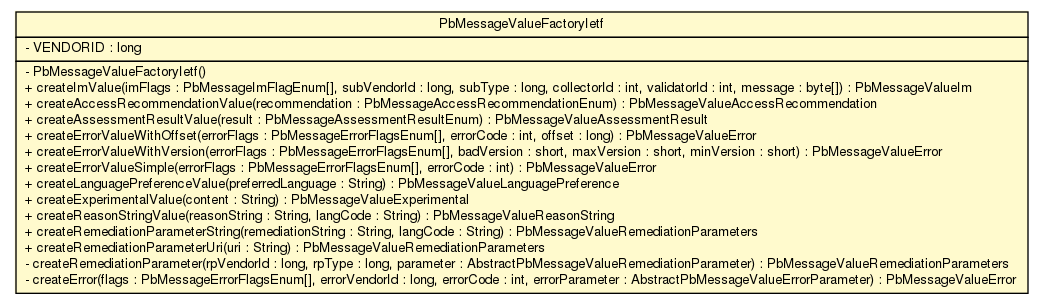 PbMessageValueFactoryIetf
- VENDORID : long
- PbMessageValueFactoryIetf()
+ createImValue(imFlags : PbMessageImFlagEnum[], subVendorId : long, subType : long, collectorId : int, validatorId : int, message : byte[]) : PbMessageValueIm
+ createAccessRecommendationValue(recommendation : PbMessageAccessRecommendationEnum) : PbMessageValueAccessRecommendation
+ createAssessmentResultValue(result : PbMessageAssessmentResultEnum) : PbMessageValueAssessmentResult
+ createErrorValueWithOffset(errorFlags : PbMessageErrorFlagsEnum[], errorCode : int, offset : long) : PbMessageValueError
+ createErrorValueWithVersion(errorFlags : PbMessageErrorFlagsEnum[], badVersion : short, maxVersion : short, minVersion : short) : PbMessageValueError
+ createErrorValueSimple(errorFlags : PbMessageErrorFlagsEnum[], errorCode : int) : PbMessageValueError
+ createLanguagePreferenceValue(preferredLanguage : String) : PbMessageValueLanguagePreference
+ createExperimentalValue(content : String) : PbMessageValueExperimental
+ createReasonStringValue(reasonString : String, langCode : String) : PbMessageValueReasonString
+ createRemediationParameterString(remediationString : String, langCode : String) : PbMessageValueRemediationParameters
+ createRemediationParameterUri(uri : String) : PbMessageValueRemediationParameters
- createRemediationParameter(rpVendorId : long, rpType : long, parameter : AbstractPbMessageValueRemediationParameter) : PbMessageValueRemediationParameters
- createError(flags : PbMessageErrorFlagsEnum[], errorVendorId : long, errorCode : int, errorParameter : AbstractPbMessageValueErrorParameter) : PbMessageValueError